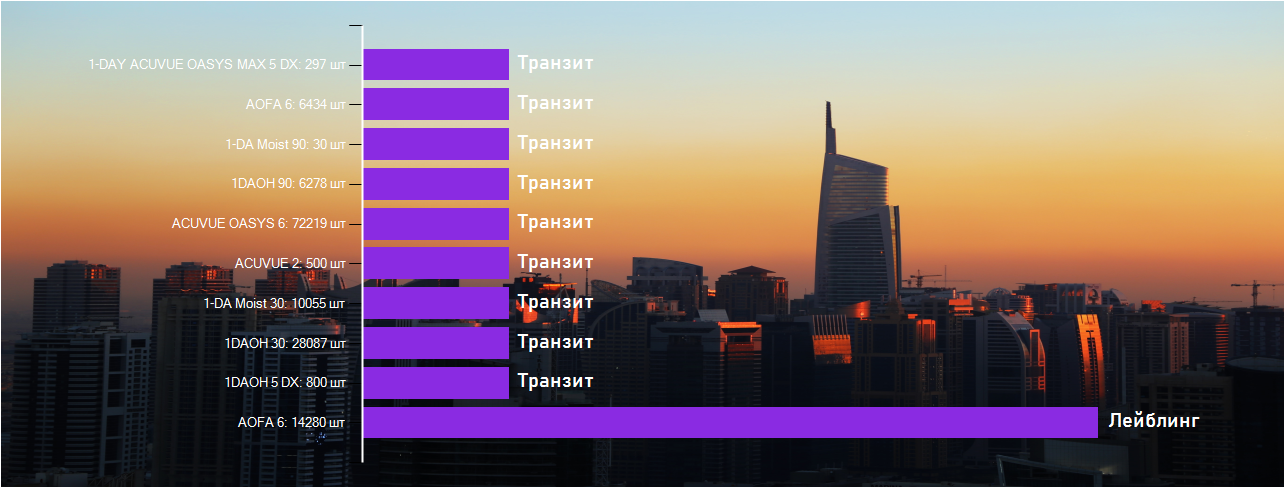 1-DAY ACUVUE OASYS MAX 5 DX: 297 шт Транзит
AOFA 6: 6434 шт Транзит
1-DA Moist 90: 30 шт Транзит
1DAOH 90: 6278 шт Транзит
ACUVUE OASYS 6: 72219 шт Транзит
ACUVUE 2: 500 шт Транзит
1-DA Moist 30: 10055 шт Транзит
1DAOH 30: 28087 шт Транзит
1DAOH 5 DX: 800 шт Транзит
AOFA 6: 14280 шт Лейблинг